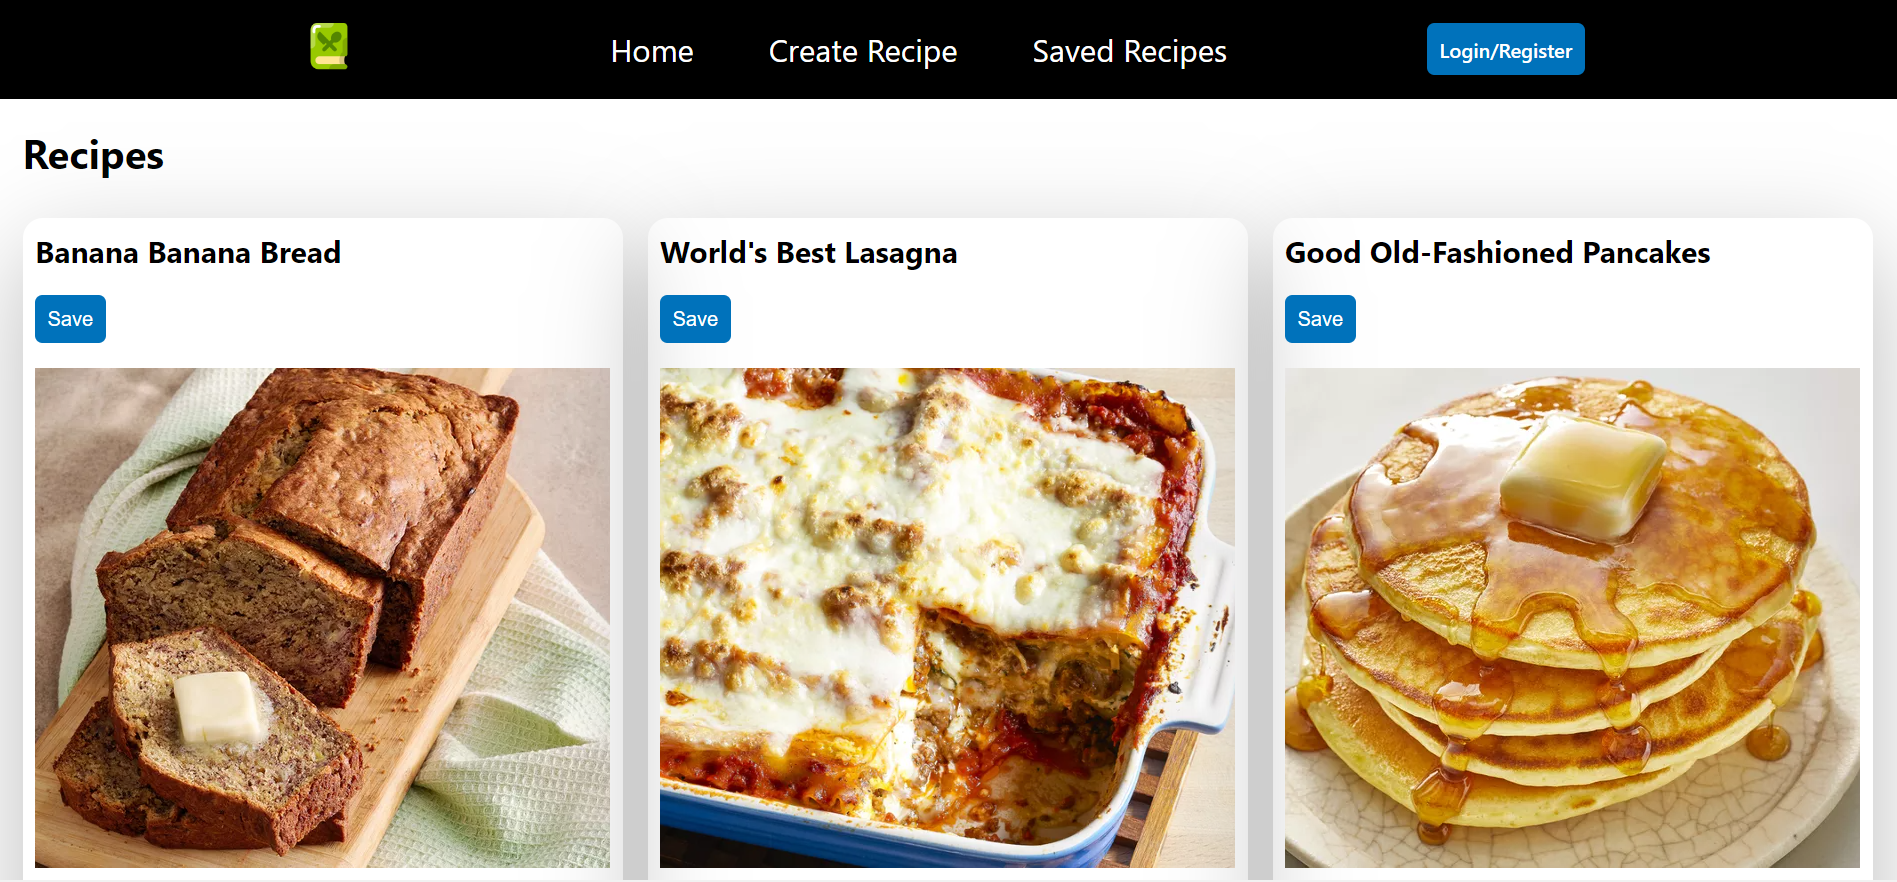 Home
Create Recipe
Saved Recipes
Login/Register
Recipes
Banana Banana Bread
Save
World's Best Lasagna
Save
Good Old-Fashioned Pancakes
Save